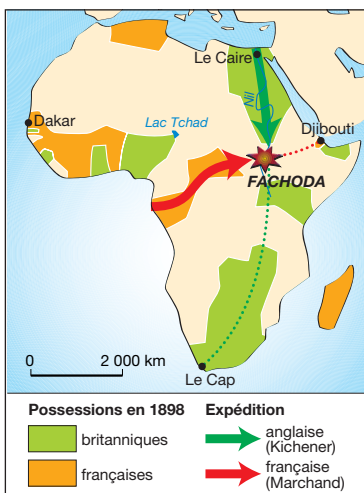 Le Caire
Nil
Dakar
Lac Tchad
Djibouti
FACHODA
0 2 000 km
Le Cap
Possessions en 1898
britanniques
françaises
Expédition
anglaise
(Kichener)
française
(Marchand)